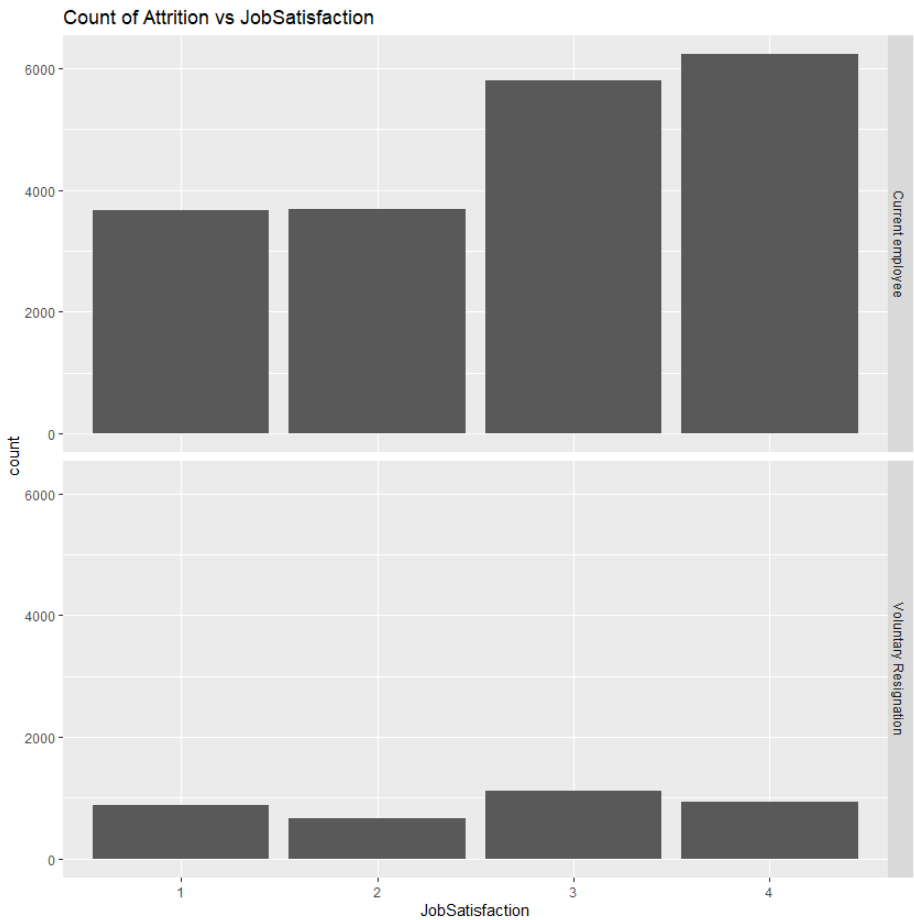 Count of Attrition vs JobSatisfaction
count
6000
4000
2000
0
Current employee
6000
4000
2000
0
Voluntary Resignation
1
2
3
4
JobSatisfaction